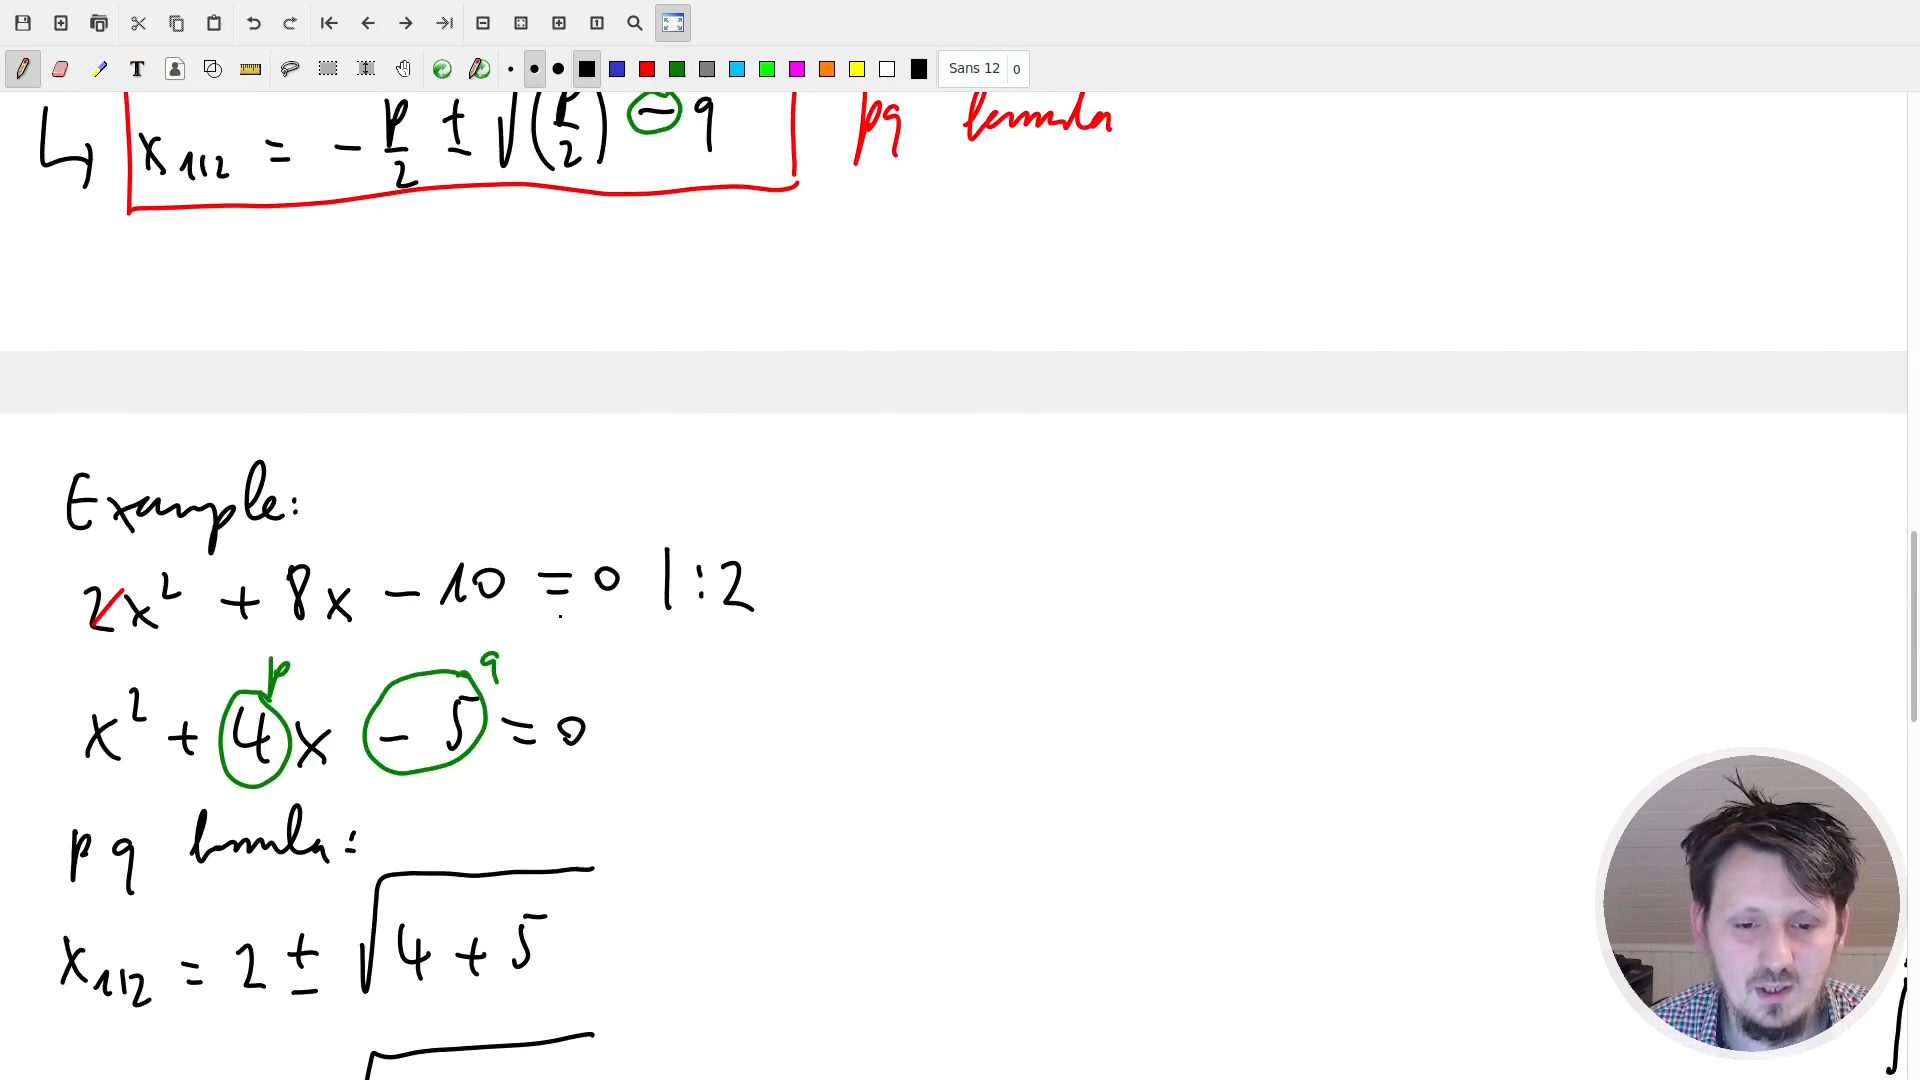 Sans 12 0
x₁|₂ = - p/2 ± √(p/2) - q pq formula
Example:
2x² + 8x - 10 = 0 | : 2
p q
x² + 4x - 5 = 0
pq formula:
x₁|₂ = 2 ± √4 + 5